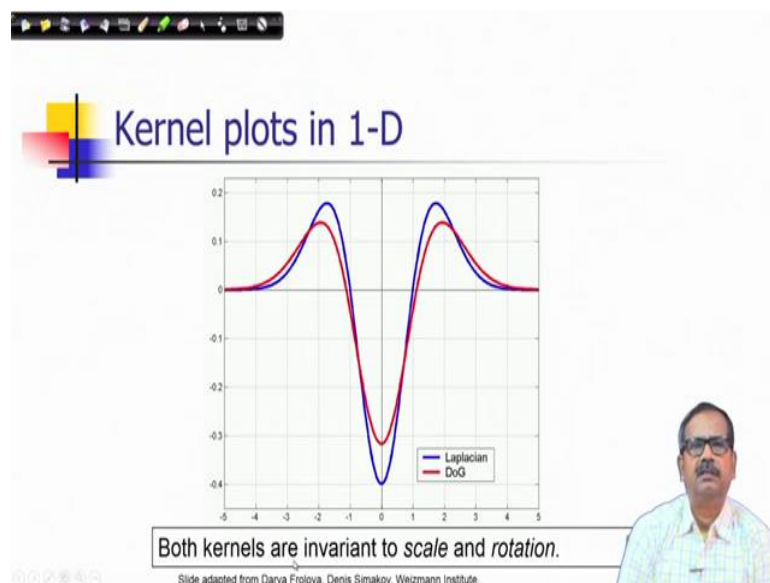 Kernel plots in 1-D
0.2
0.1
0
-0.1
-0.2
-0.3
-0.4
Laplacian
DoG
-5 -4 -3 -2 -1 0 1 2 3 4 5
Both kernels are invariant to scale and rotation.
Slide adapted from Darya Frolova, Denis Simakov, Weizmann Institute